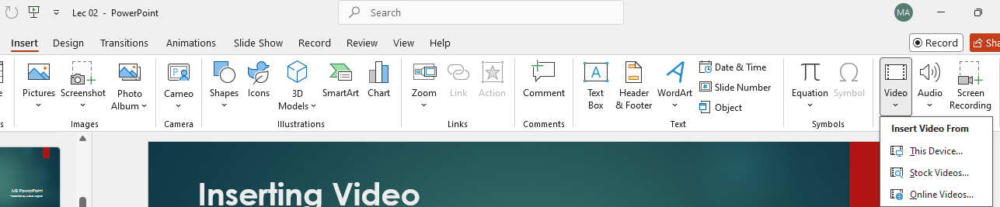 Lec 02 - PowerPoint
Search
MA
Insert Design Transitions Animations Slide Show Record Review View Help
Record
Sha
Pictures Screenshot Photo Album
Images
Cameo
Camera
Shapes Icons 3D Models SmartArt Chart
Illustrations
Zoom Link Action
Links
Comment
Comments
Text Box Header & Footer WordArt
Date & Time
Slide Number
Object
Text
Equation Symbol
Symbols
Video Audio Screen Recording
Insert Video From
This Device...
Stock Videos...
Online Videos...
MS PowerPoint
Inserting Video